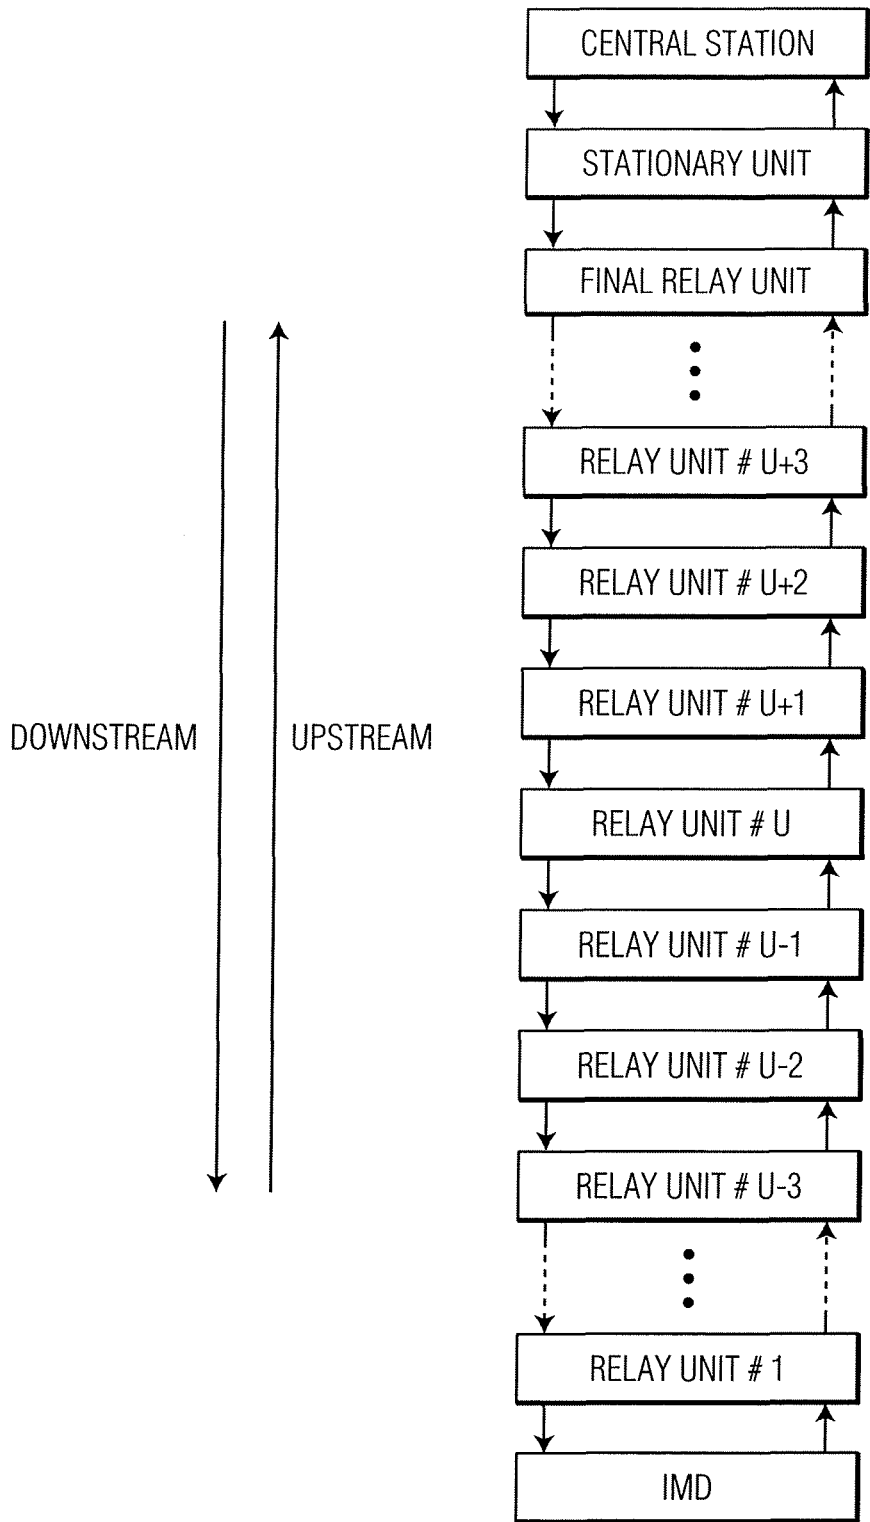 CENTRAL STATION
STATIONARY UNIT
FINAL RELAY UNIT
RELAY UNIT # U+3
RELAY UNIT # U+2
RELAY UNIT # U+1
DOWNSTREAM
UPSTREAM
RELAY UNIT # U
RELAY UNIT # U-1
RELAY UNIT # U-2
RELAY UNIT # U-3
RELAY UNIT # 1
IMD